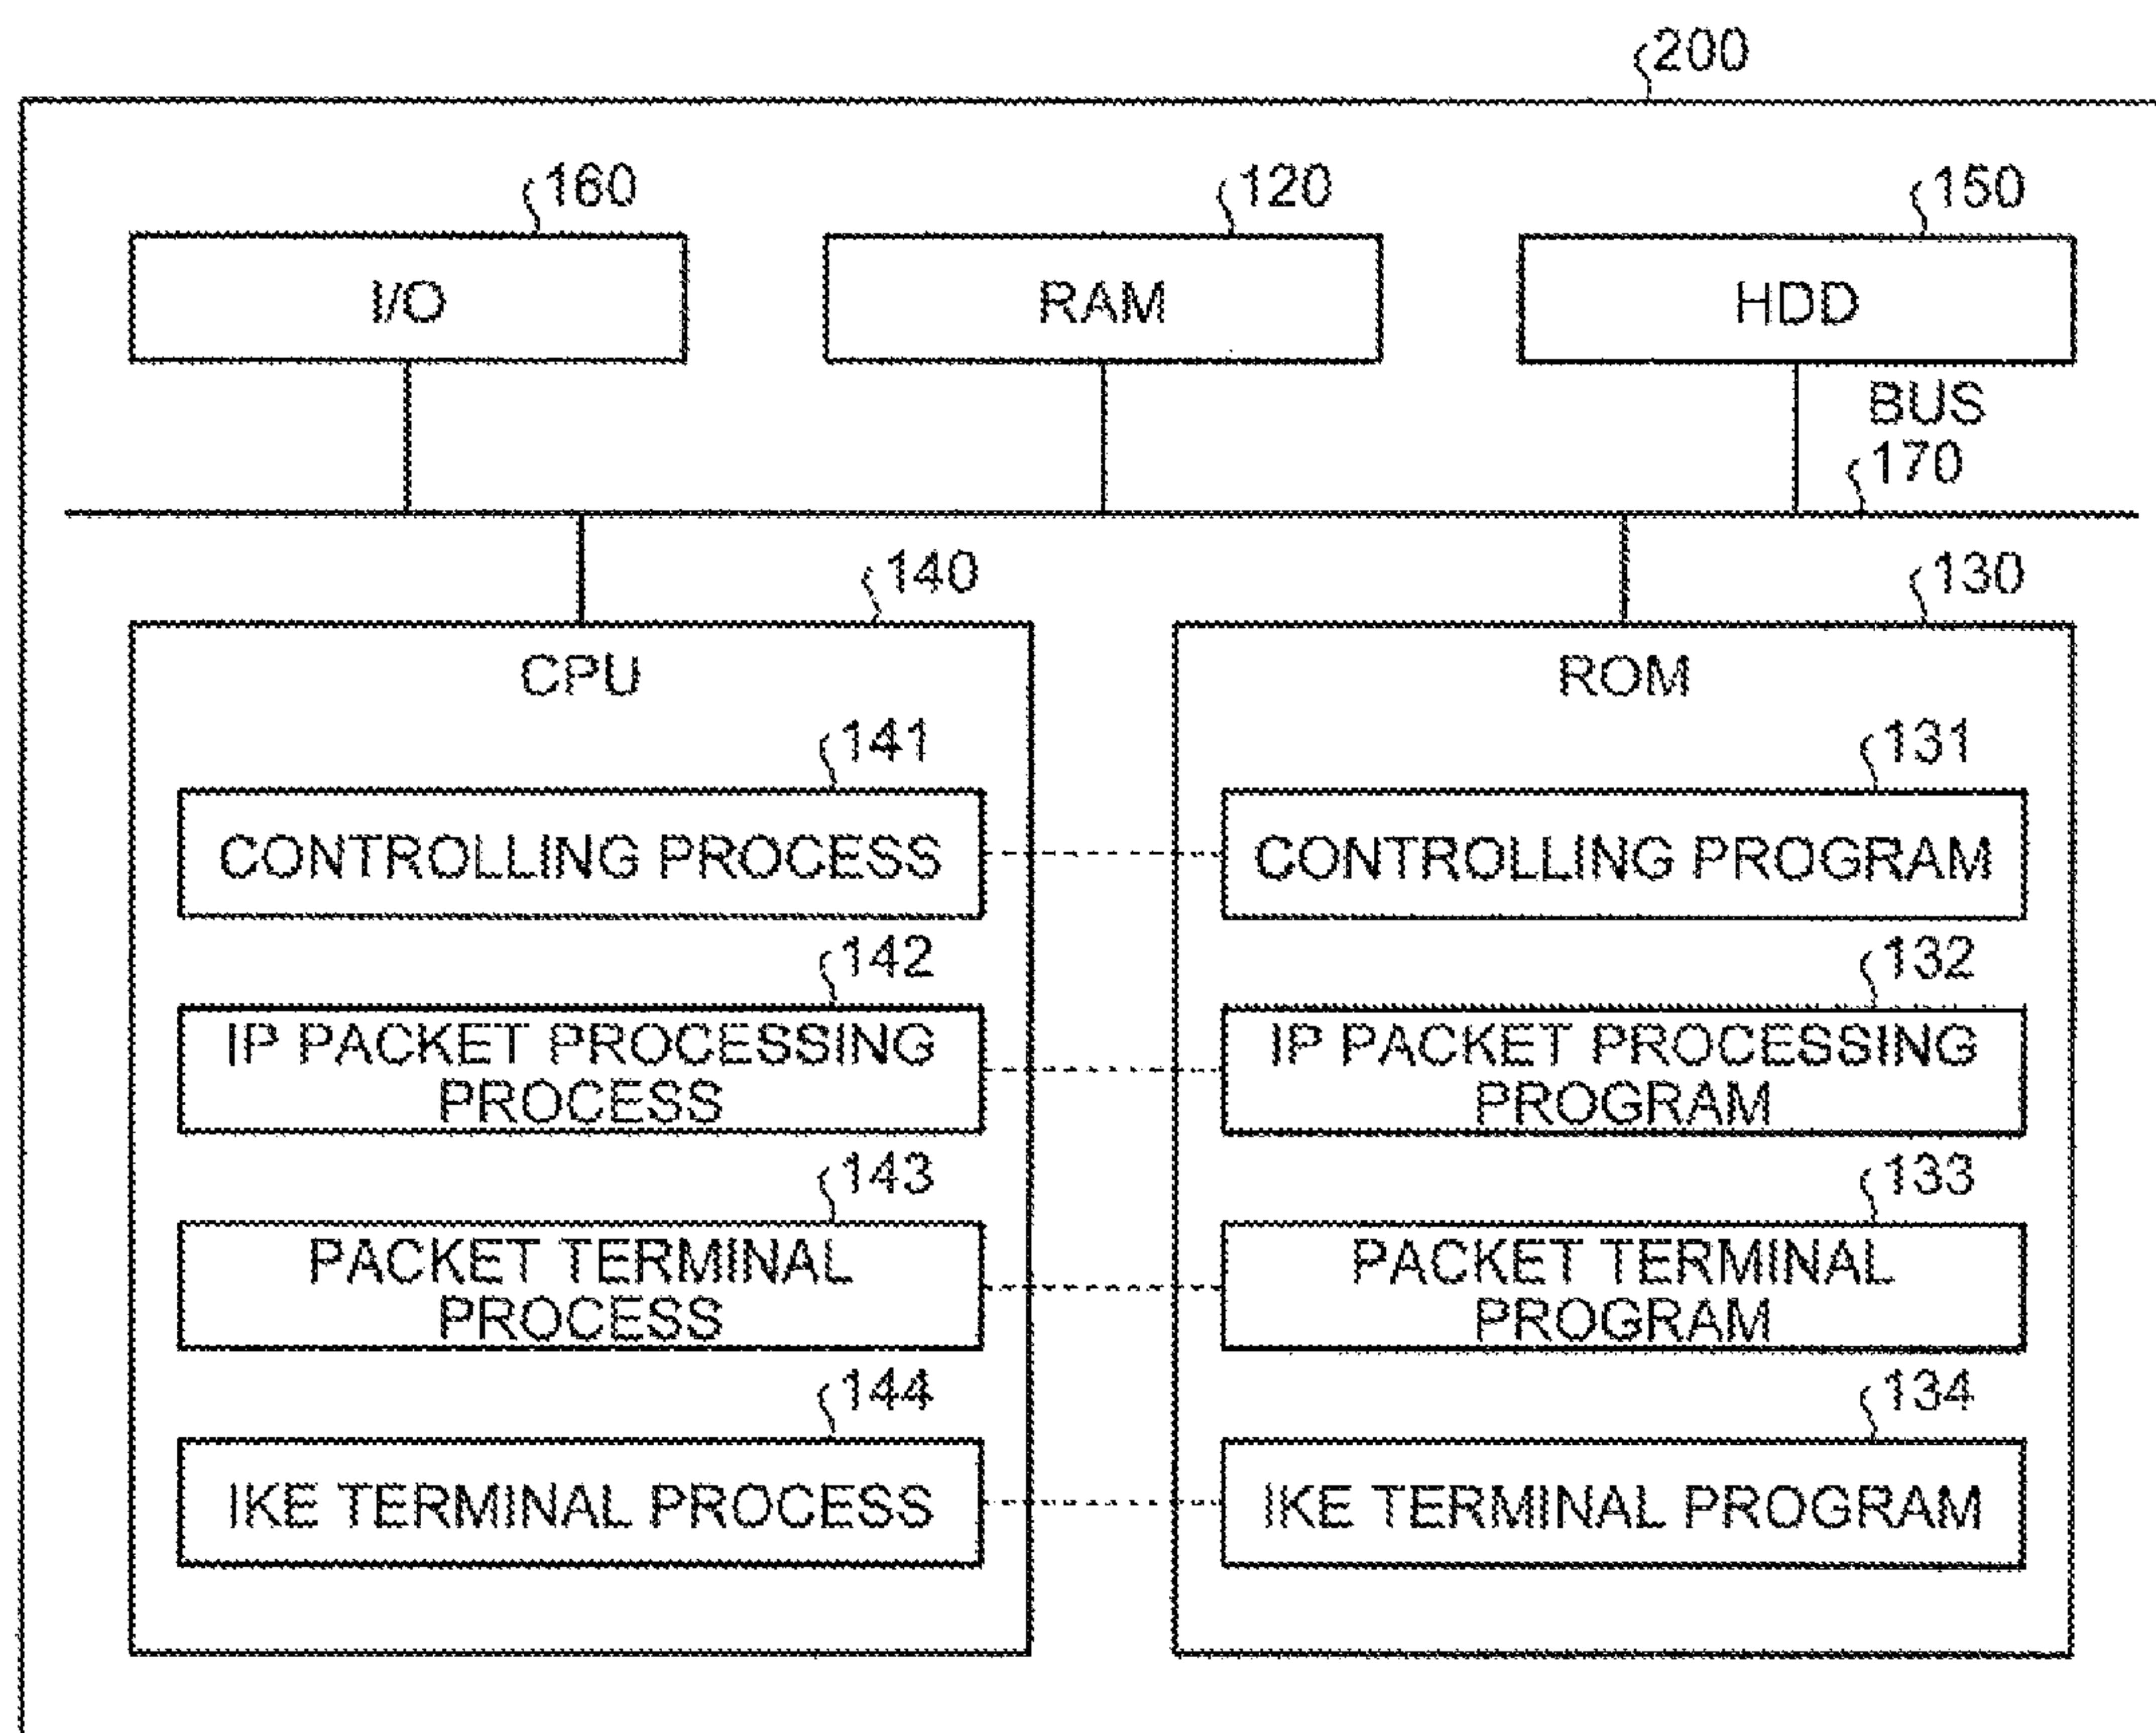 200
160
120
150
I/O
RAM
HDD
BUS
170
140
130
CPU
ROM
141
131
CONTROLLING PROCESS
CONTROLLING PROGRAM
142
132
IP PACKET PROCESSING
PROCESS
IP PACKET PROCESSING
PROGRAM
143
133
PACKET TERMINAL
PROCESS
PACKET TERMINAL
PROGRAM
144
134
IKE TERMINAL PROCESS
IKE TERMINAL PROGRAM